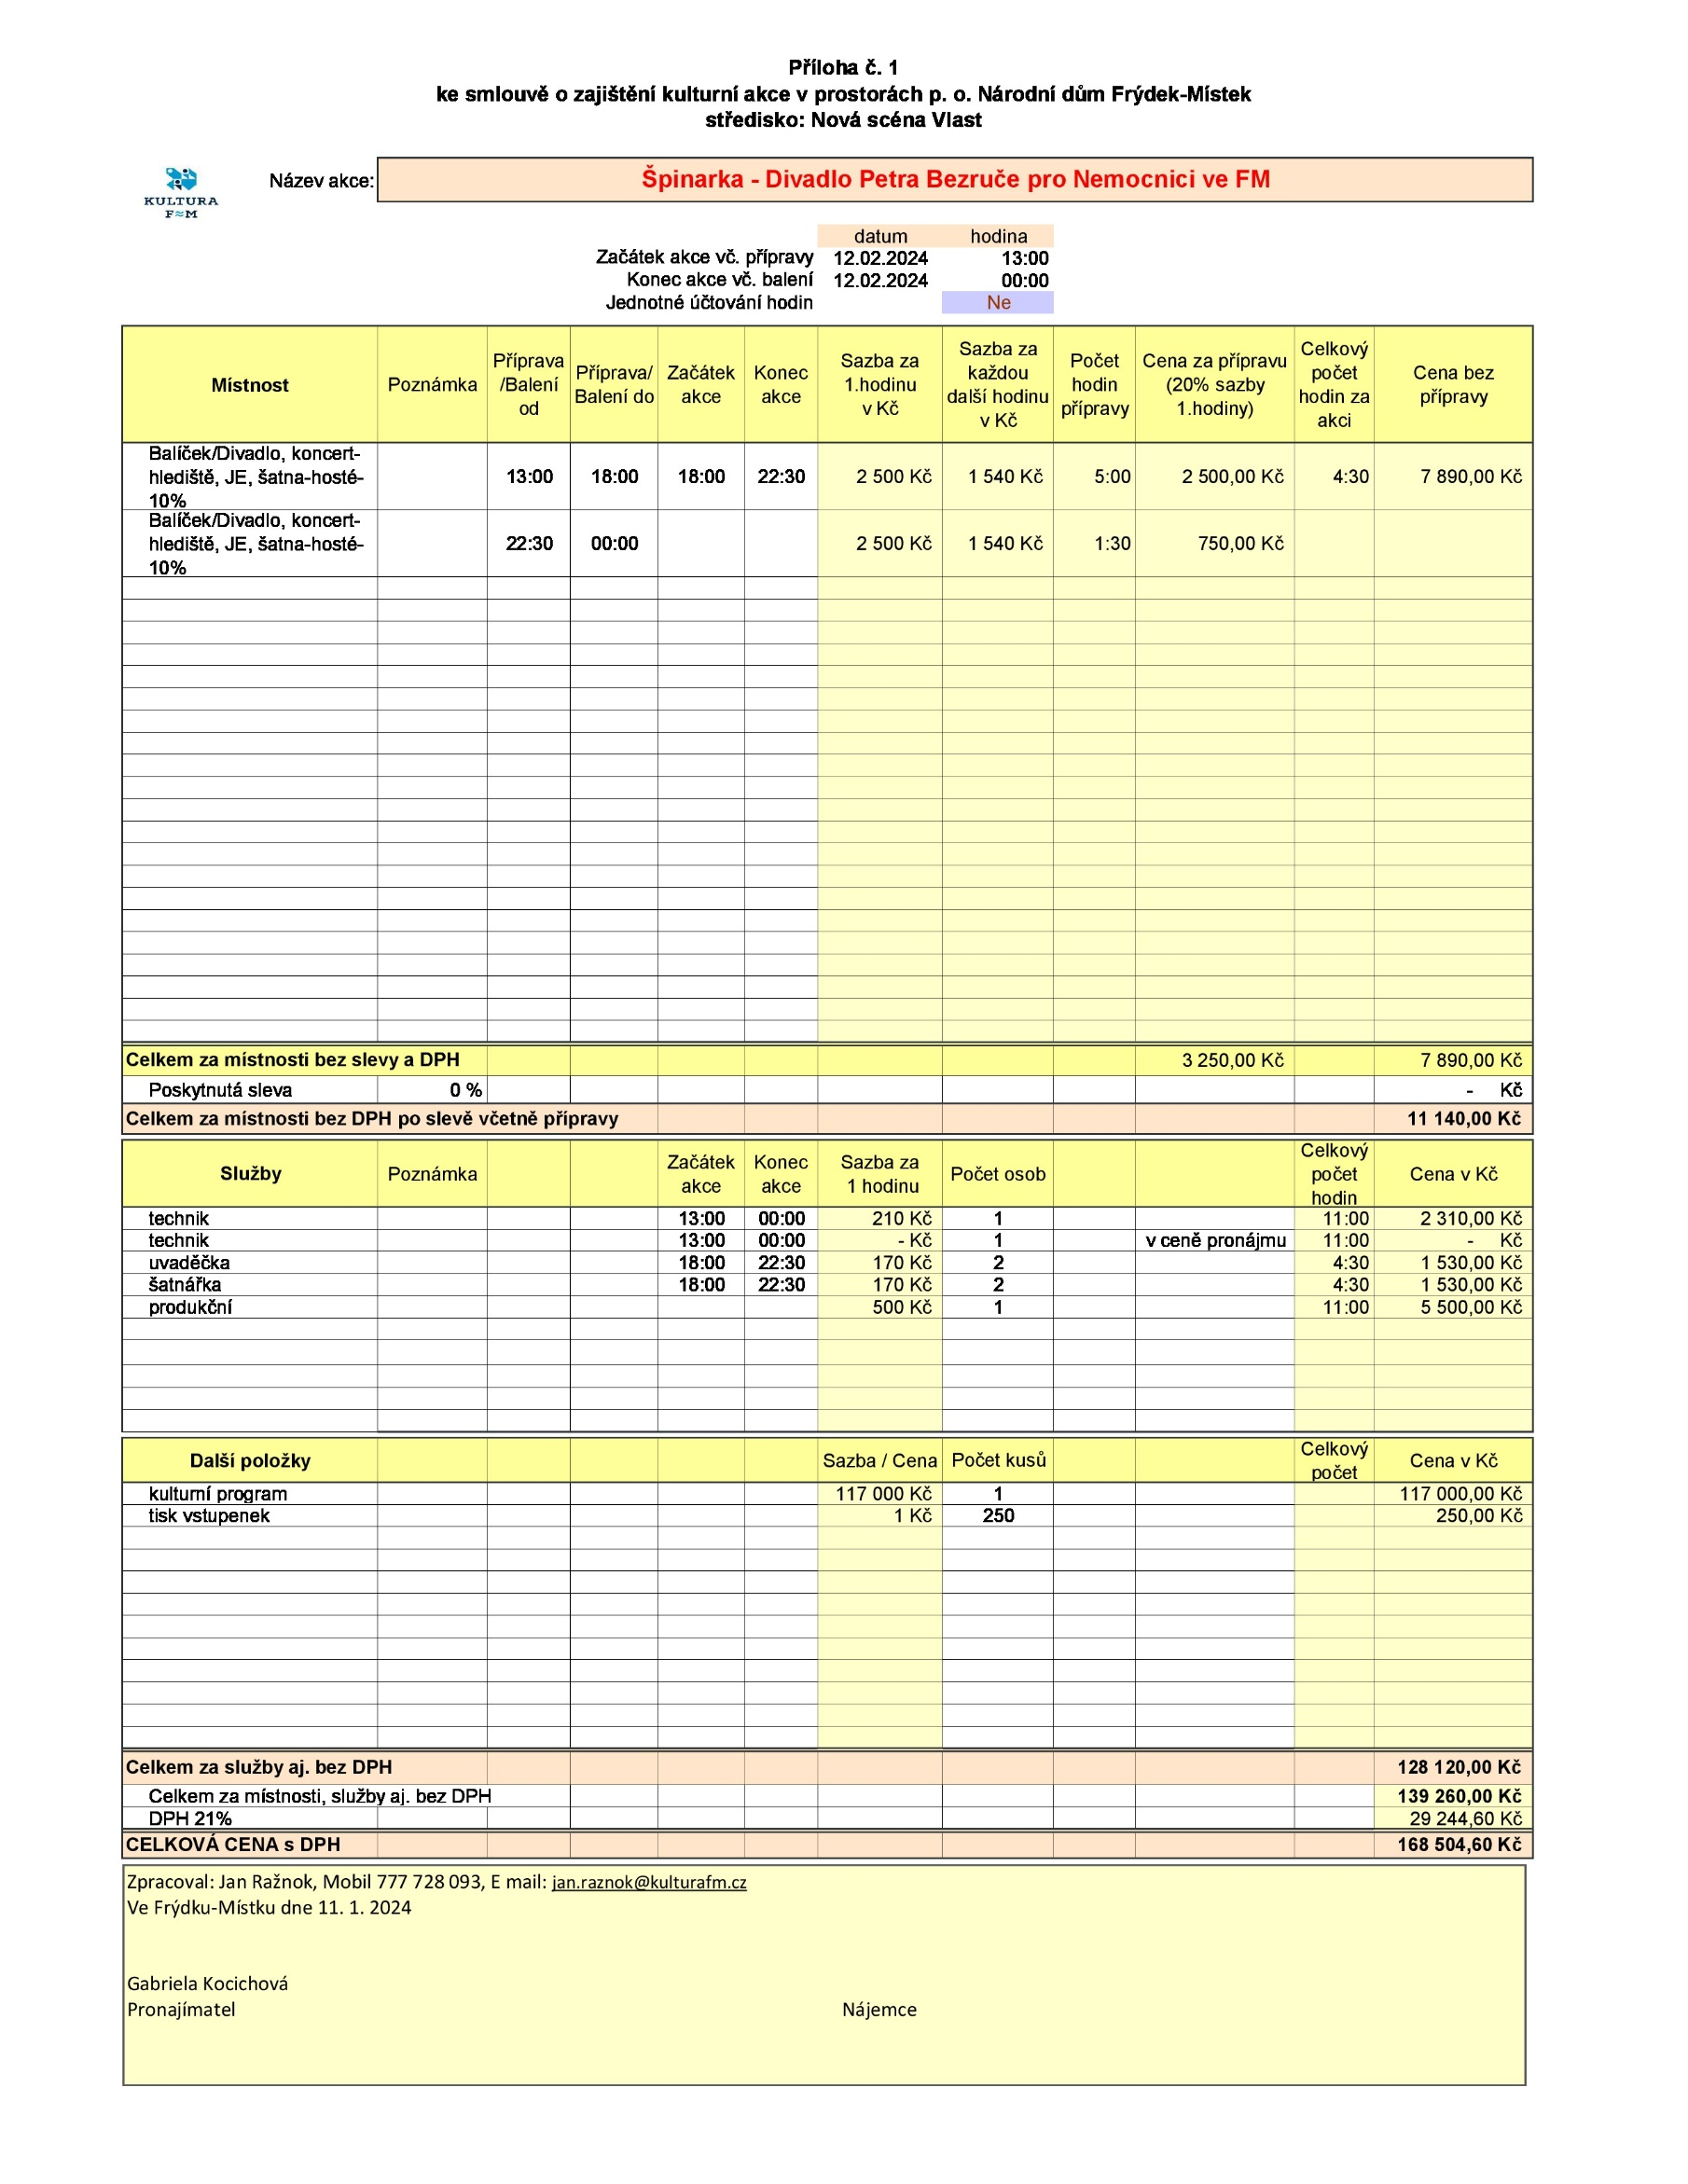 Příloha č. 1
ke smlouvě o zajištění kulturní akce v prostorách p. o. Národní dům Frýdek-Místek
středisko: Nová scéna Vlast
KULTURA
F≈M
Název akce:
Špinarka - Divadlo Petra Bezruče pro Nemocnici ve FM
datum hodina
Začátek akce vč. přípravy 12.02.2024 13:00
Konec akce vč. balení 12.02.2024 00:00
Jednotné účtování hodin Ne
Místnost Poznámka Příprava /Balení od Příprava/ Balení do Začátek akce Konec akce Sazba za 1.hodinu v Kč Sazba za každou další hodinu v Kč Počet hodin přípravy Cena za přípravu (20% sazby 1.hodiny) Celkový počet hodin za akci Cena bez přípravy
Balíček/Divadlo, koncert-
hlediště, JE, šatna-hosté- 13:00 18:00 18:00 22:30 2 500 Kč 1 540 Kč 5:00 2 500,00 Kč 4:30 7 890,00 Kč
10%
Balíček/Divadlo, koncert-
hlediště, JE, šatna-hosté- 22:30 00:00 2 500 Kč 1 540 Kč 1:30 750,00 Kč
10%
Celkem za místnosti bez slevy a DPH 3 250,00 Kč 7 890,00 Kč
Poskytnutá sleva 0 % - Kč
Celkem za místnosti bez DPH po slevě včetně přípravy 11 140,00 Kč
Služby Poznámka Začátek akce Konec akce Sazba za 1 hodinu Počet osob Celkový počet hodin Cena v Kč
technik 13:00 00:00 210 Kč 1 11:00 2 310,00 Kč
technik 13:00 00:00 - Kč 1 v ceně pronájmu 11:00 - Kč
uvaděčka 18:00 22:30 170 Kč 2 4:30 1 530,00 Kč
šatnářka 18:00 22:30 170 Kč 2 4:30 1 530,00 Kč
produkční 500 Kč 1 11:00 5 500,00 Kč
Další položky Sazba / Cena Počet kusů Celkový počet Cena v Kč
kulturní program 117 000 Kč 1 117 000,00 Kč
tisk vstupenek 1 Kč 250 250,00 Kč
Celkem za služby aj. bez DPH 128 120,00 Kč
Celkem za místnosti, služby aj. bez DPH 139 260,00 Kč
DPH 21% 29 244,60 Kč
CELKOVÁ CENA s DPH 168 504,60 Kč
Zpracoval: Jan Ražnok, Mobil 777 728 093, E mail: jan.raznok@kulturafm.cz
Ve Frýdku-Místku dne 11. 1. 2024
Gabriela Kocichová
Pronajímatel Nájemce